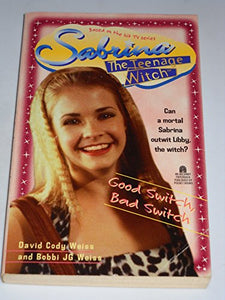 Based on the hit TV series
Sabrina
The Teenage
Witch
Can
a mortal
Sabrina
outwit Libby,
the witch?
Good Switch,
Bad Switch
David Cody Weiss
and Bobbi JG Weiss